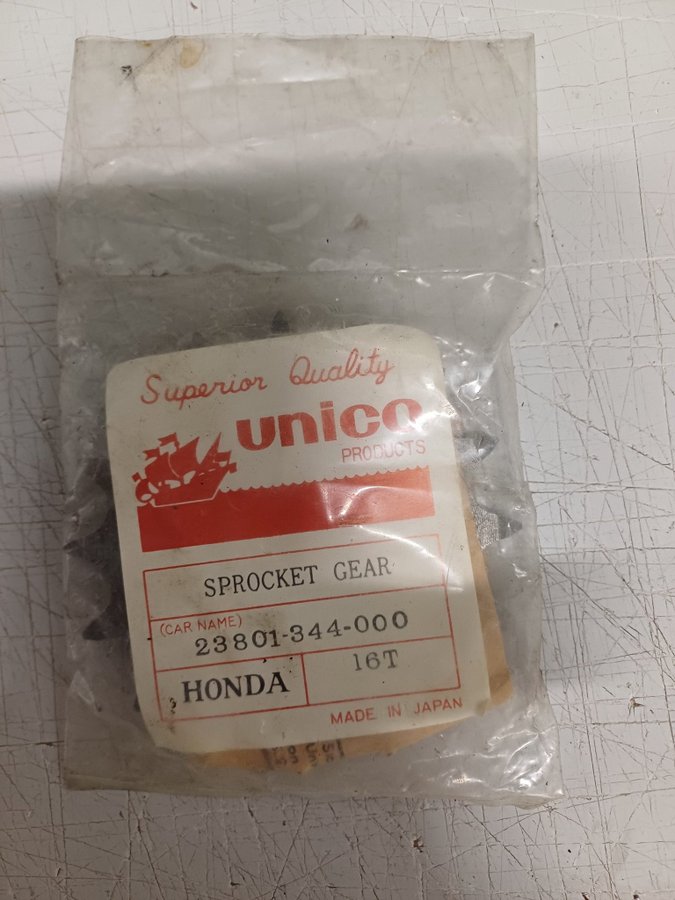 Superior Quality
unico
PRODUCTS
SPROCKET GEAR
(CAR NAME)
23801-344-000
HONDA
16T
MADE IN JAPAN